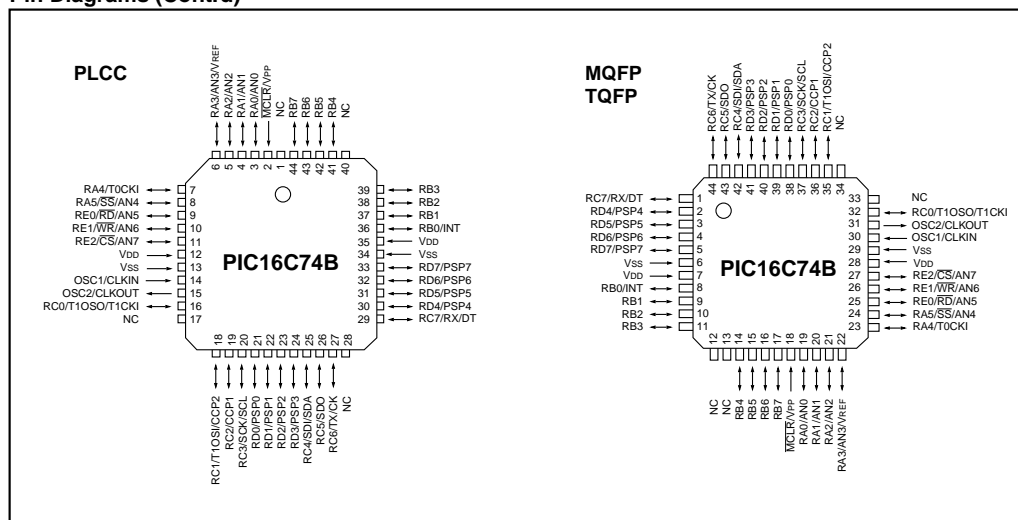 PLCC
RA3/AN3/VREF
RA2/AN2
RA1/AN1
RA0/AN0
MCLR/VPP
NC
RB7
RB6
RB5
RB4
NC
6
5
4
3
2
1
44
43
42
41
40
RA4/T0CKI 7
RA5/SS/AN4 8
RE0/RD/AN5 9
RE1/WR/AN6 10
RE2/CS/AN7 11
VDD 12
VSS 13
OSC1/CLKIN 14
OSC2/CLKOUT 15
RC0/T1OSO/T1CKI 16
NC 17
PIC16C74B
39 RB3
38 RB2
37 RB1
36 RB0/INT
35 VDD
34 VSS
33 RD7/PSP7
32 RD6/PSP6
31 RD5/PSP5
30 RD4/PSP4
29 RC7/RX/DT
18
19
20
21
22
23
24
25
26
27
28
RC1/T1OSI/CCP2
RC2/CCP1
RC3/SCK/SCL
RD0/PSP0
RD1/PSP1
RD2/PSP2
RD3/PSP3
RC4/SDI/SDA
RC5/SDO
RC6/TX/CK
NC
MQFP
TQFP
RC6/TX/CK
RC5/SDO
RC4/SDI/SDA
RD3/PSP3
RD2/PSP2
RD1/PSP1
RD0/PSP0
RC3/SCK/SCL
RC2/CCP1
RC1/T1OSI/CCP2
NC
44
43
42
41
40
39
38
37
36
35
34
RC7/RX/DT 1
RD4/PSP4 2
RD5/PSP5 3
RD6/PSP6 4
RD7/PSP7 5
VSS 6
VDD 7
RB0/INT 8
RB1 9
RB2 10
RB3 11
PIC16C74B
33 NC
32 RC0/T1OSO/T1CKI
31 OSC2/CLKOUT
30 OSC1/CLKIN
29 VSS
28 VDD
27 RE2/CS/AN7
26 RE1/WR/AN6
25 RE0/RD/AN5
24 RA5/SS/AN4
23 RA4/T0CKI
12
13
14
15
16
17
18
19
20
21
22
NC
NC
RB4
RB5
RB6
RB7
MCLR/VPP
RA0/AN0
RA1/AN1
RA2/AN2
RA3/AN3/VREF